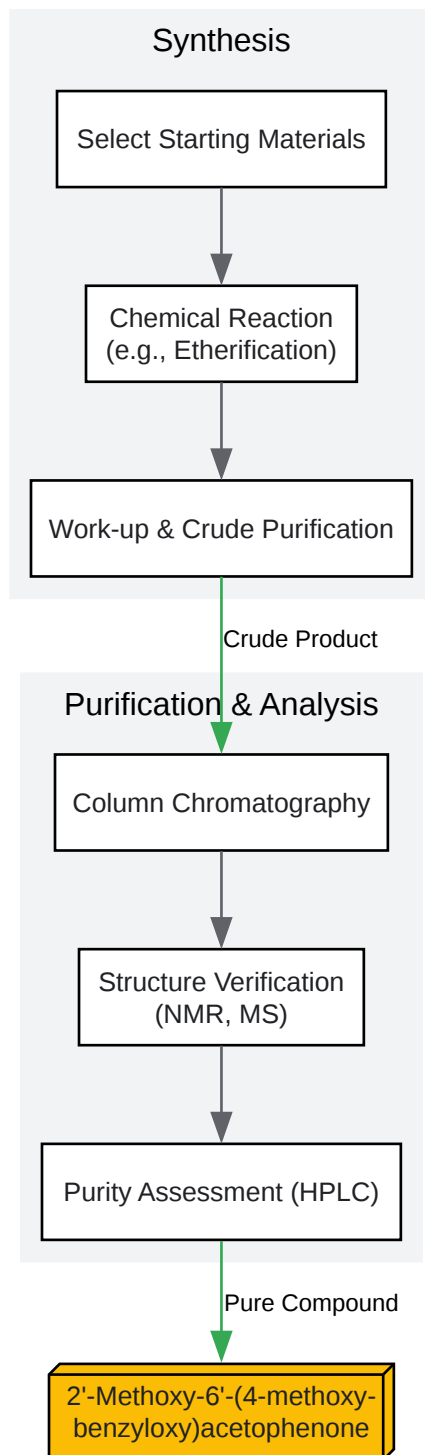 Synthesis
Select Starting Materials
Chemical Reaction
(e.g., Etherification)
Work-up & Crude Purification
Crude Product
Purification & Analysis
Column Chromatography
Structure Verification
(NMR, MS)
Purity Assessment (HPLC)
Pure Compound
2'-Methoxy-6'-(4-methoxy-
benzyloxy)acetophenone